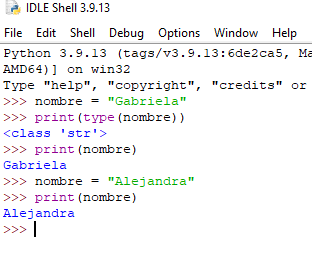 IDLE Shell 3.9.13
File Edit Shell Debug Options Window Help
Python 3.9.13 (tags/v3.9.13:6de2ca5, Ma
AMD64)] on win32
Type "help", "copyright", "credits" or
>>> nombre = "Gabriela"
>>> print(type(nombre))
<class 'str'>
>>> print(nombre)
Gabriela
>>> nombre = "Alejandra"
>>> print(nombre)
Alejandra
>>>